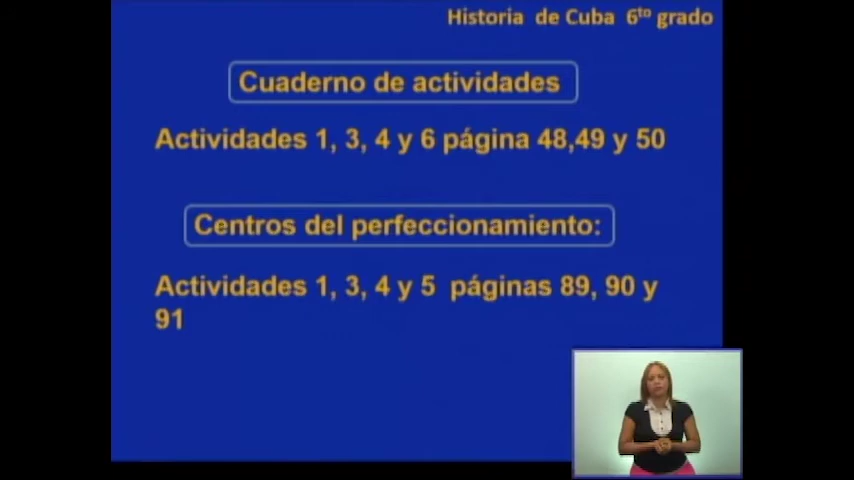 Historia de Cuba 6to grado
Cuaderno de actividades
Actividades 1, 3, 4 y 6 página 48,49 y 50
Centros del perfeccionamiento:
Actividades 1, 3, 4 y 5 páginas 89, 90 y
91